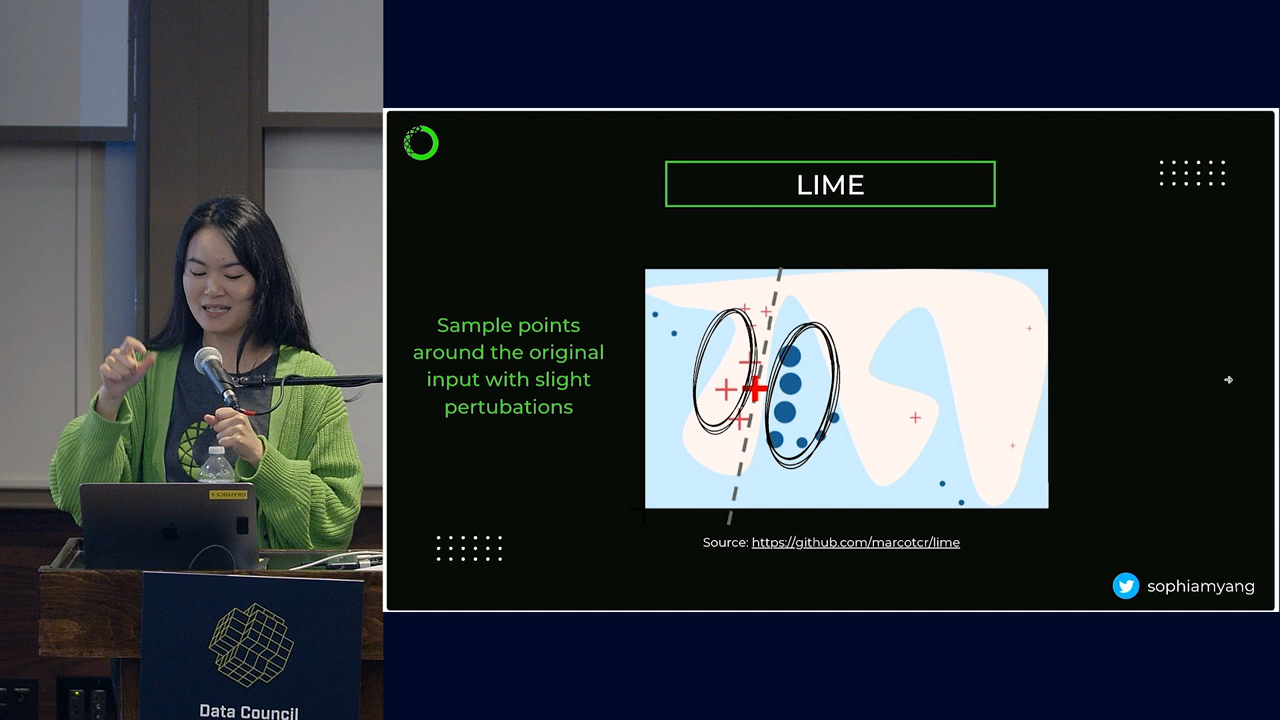 LIME
Sample points
around the original
input with slight
pertubations
Source: https://github.com/marcotcr/lime
sophiamyang
GRAPHICS
Data Council